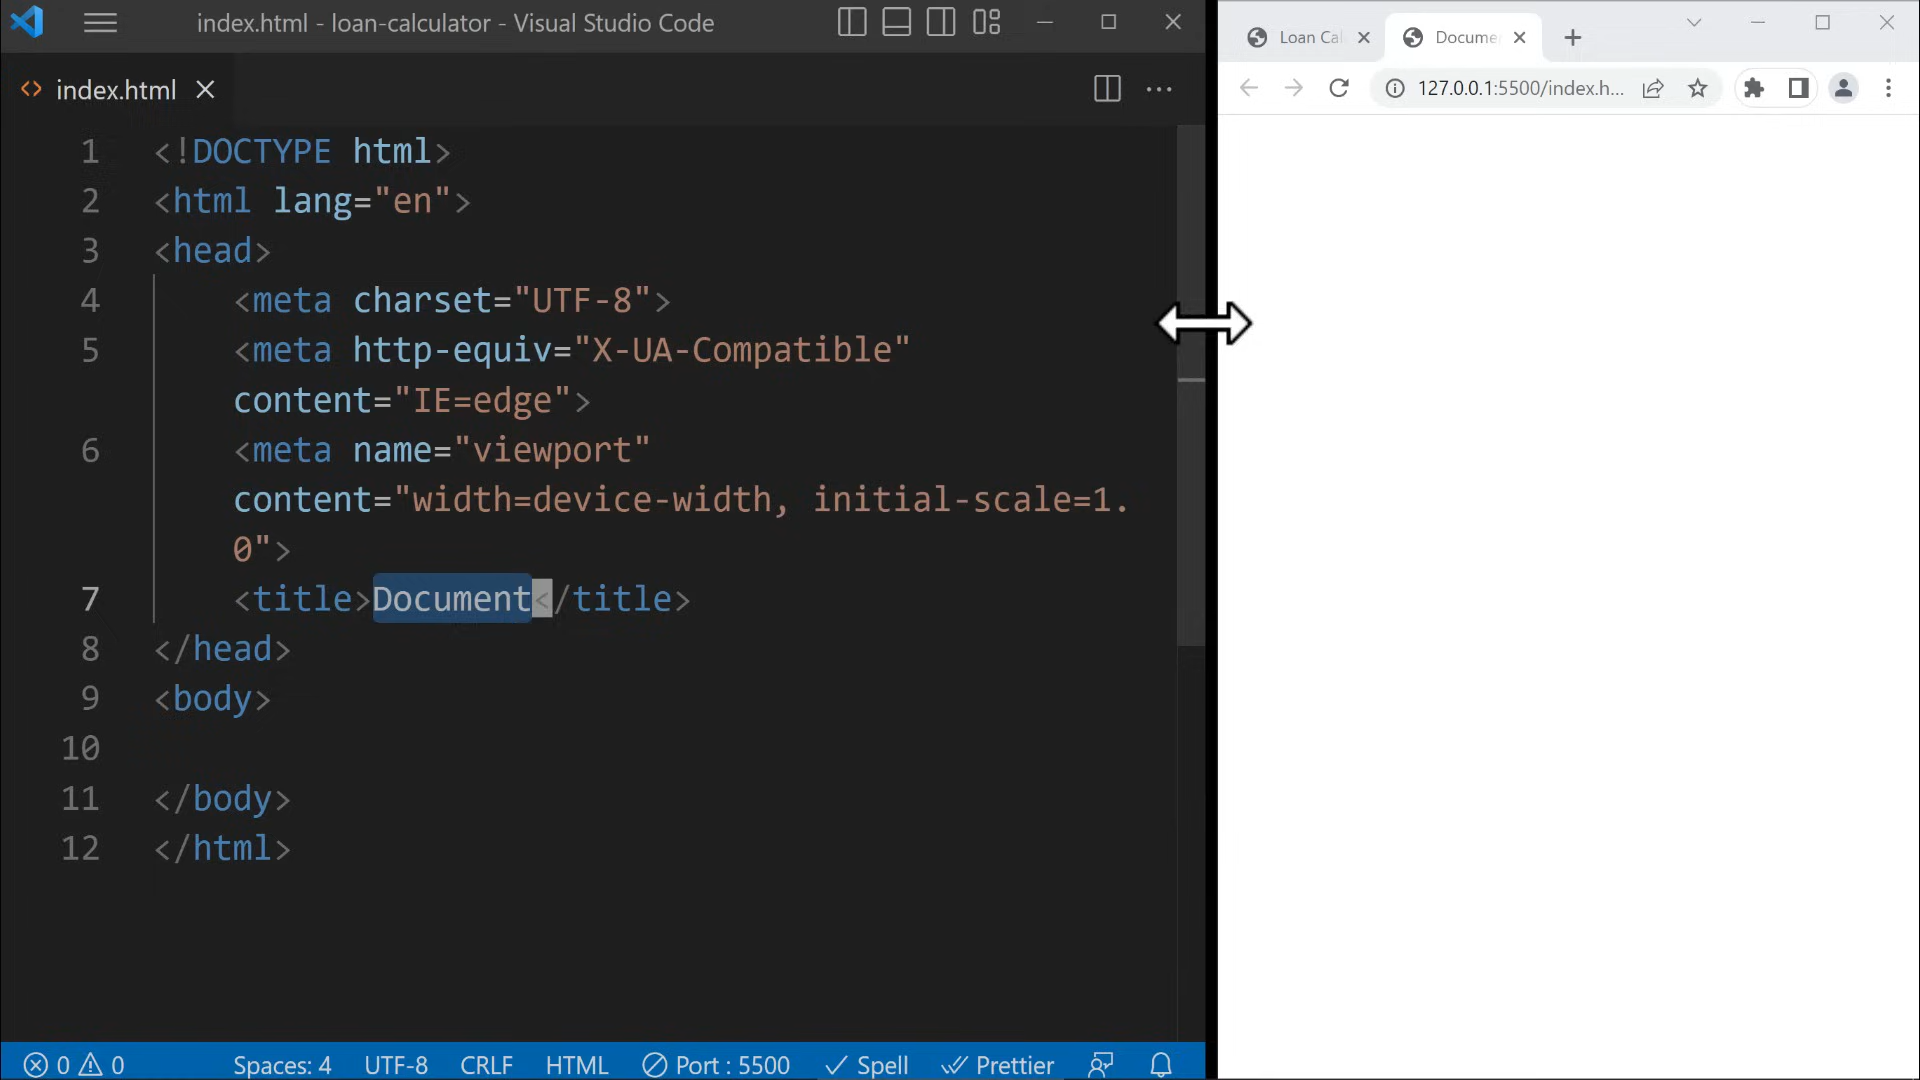 index.html - loan-calculator - Visual Studio Code
index.html
1 <!DOCTYPE html>
2 <html lang="en">
3 <head>
4 <meta charset="UTF-8">
5 <meta http-equiv="X-UA-Compatible"
content="IE=edge">
6 <meta name="viewport"
content="width=device-width, initial-scale=1.
0">
7 <title>Document</title>
8 </head>
9 <body>
10
11 </body>
12 </html>
0 0 Spaces: 4 UTF-8 CRLF HTML Port : 5500 Spell Prettier
Loan Cal Docume
127.0.0.1:5500/index.h...